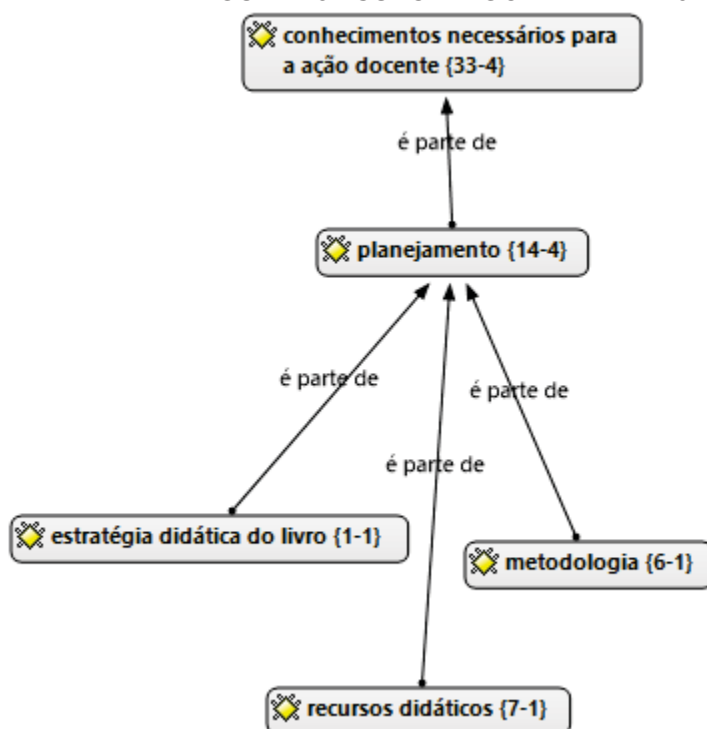 conhecimentos necessários para
a ação docente {33-4}
é parte de
planejamento {14-4}
é parte de
é parte de
é parte de
estratégia didática do livro {1-1}
metodologia {6-1}
recursos didáticos {7-1}